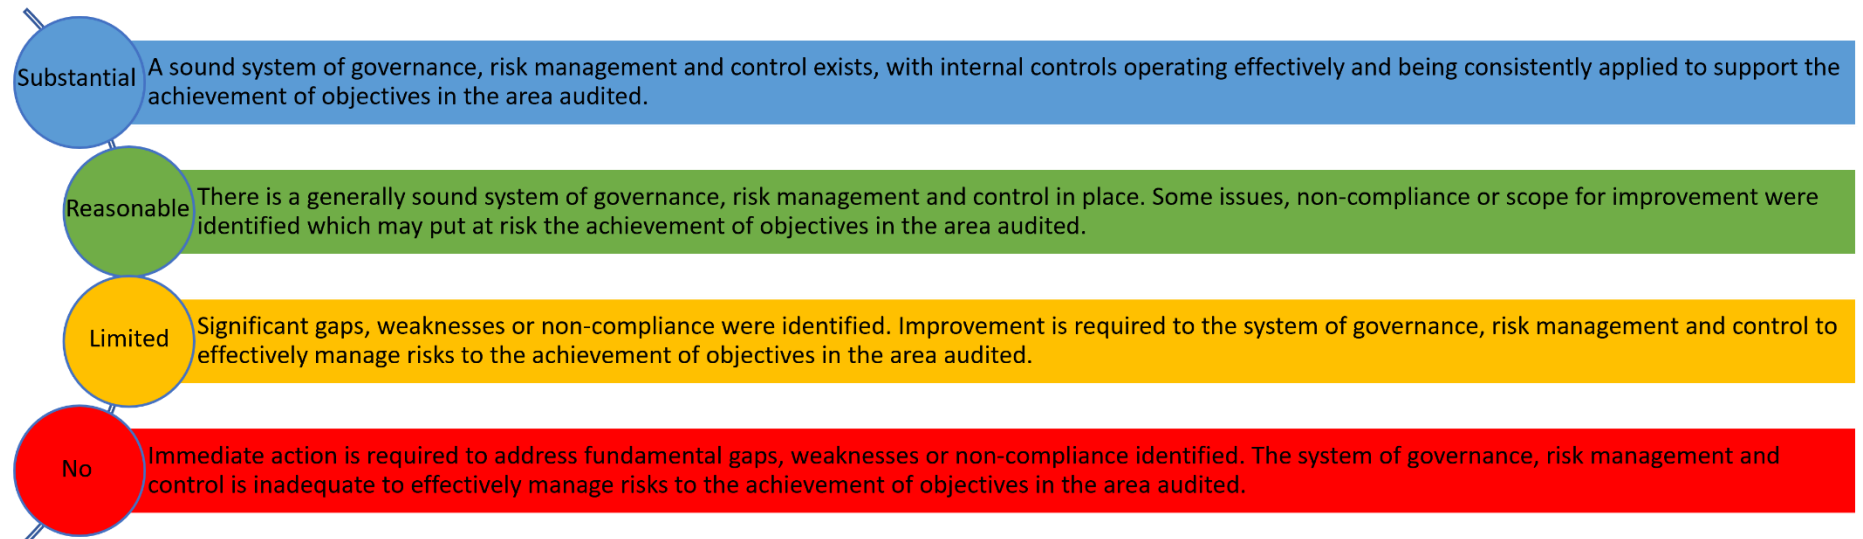 Substantial
A sound system of governance, risk management and control exists, with internal controls operating effectively and being consistently applied to support the
achievement of objectives in the area audited.
Reasonable
There is a generally sound system of governance, risk management and control in place. Some issues, non-compliance or scope for improvement were
identified which may put at risk the achievement of objectives in the area audited.
Limited
Significant gaps, weaknesses or non-compliance were identified. Improvement is required to the system of governance, risk management and control to
effectively manage risks to the achievement of objectives in the area audited.
No
Immediate action is required to address fundamental gaps, weaknesses or non-compliance identified. The system of governance, risk management and
control is inadequate to effectively manage risks to the achievement of objectives in the area audited.